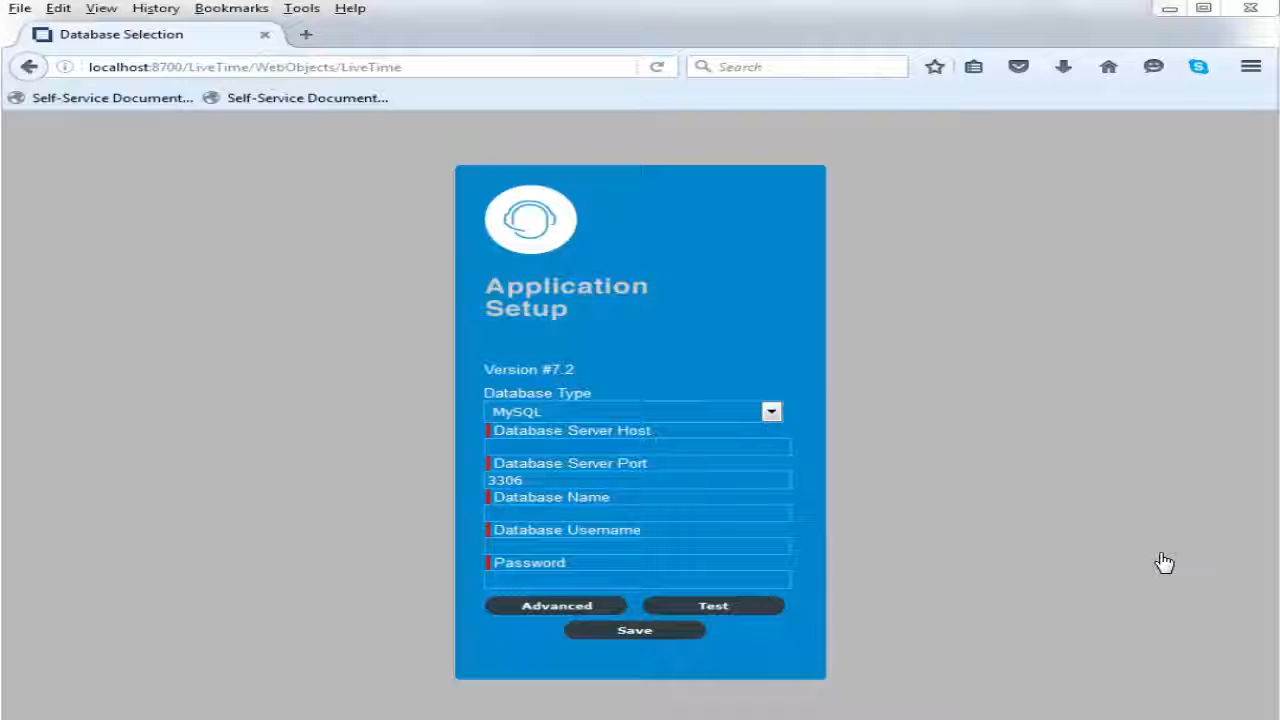 File Edit View History Bookmarks Tools Help
Database Selection
localhost:8700/LiveTime/WebObjects/LiveTime
Search
Self-Service Document... Self-Service Document...
Application
Setup
Version #7.2
Database Type
MySQL
Database Server Host
Database Server Port
3306
Database Name
Database Username
Password
Advanced Test
Save